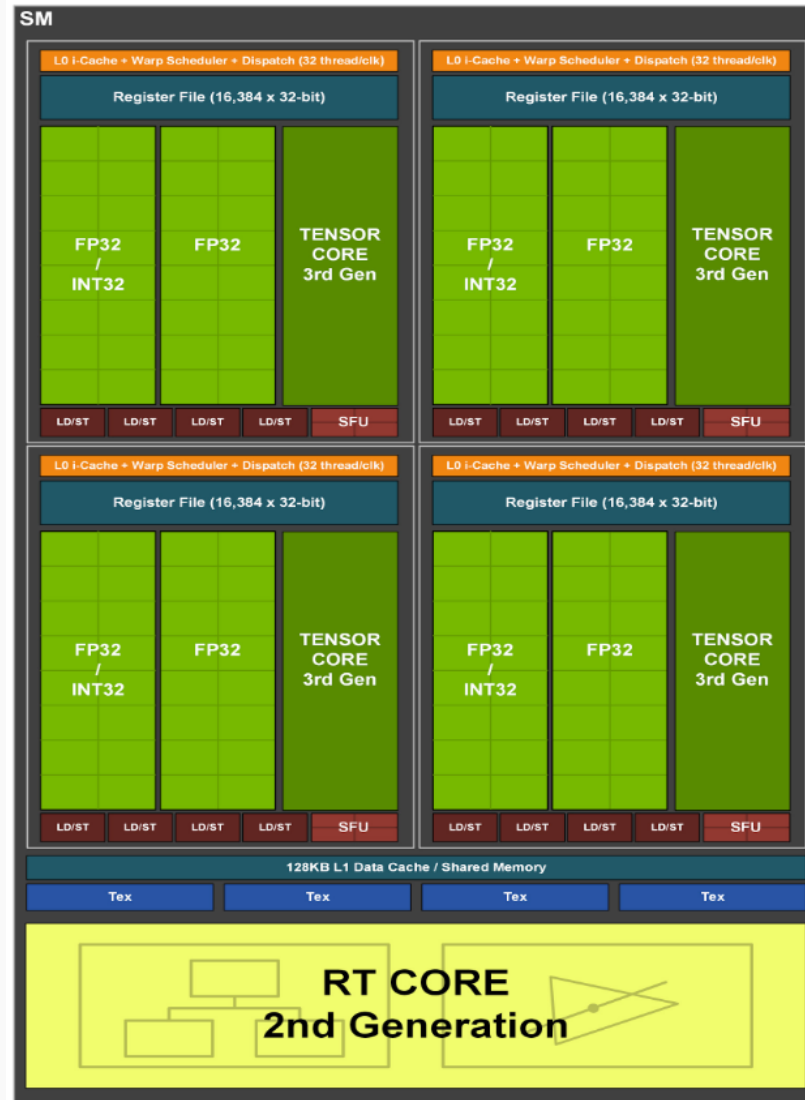 SM
L0 i-Cache + Warp Scheduler + Dispatch (32 thread/clk)
Register File (16,384 x 32-bit)
FP32
/
INT32
FP32
TENSOR
CORE
3rd Gen
LD/ST LD/ST LD/ST LD/ST SFU
L0 i-Cache + Warp Scheduler + Dispatch (32 thread/clk)
Register File (16,384 x 32-bit)
FP32
/
INT32
FP32
TENSOR
CORE
3rd Gen
LD/ST LD/ST LD/ST LD/ST SFU
L0 i-Cache + Warp Scheduler + Dispatch (32 thread/clk)
Register File (16,384 x 32-bit)
FP32
/
INT32
FP32
TENSOR
CORE
3rd Gen
LD/ST LD/ST LD/ST LD/ST SFU
L0 i-Cache + Warp Scheduler + Dispatch (32 thread/clk)
Register File (16,384 x 32-bit)
FP32
/
INT32
FP32
TENSOR
CORE
3rd Gen
LD/ST LD/ST LD/ST LD/ST SFU
128KB L1 Data Cache / Shared Memory
Tex Tex Tex Tex
RT CORE
2nd Generation